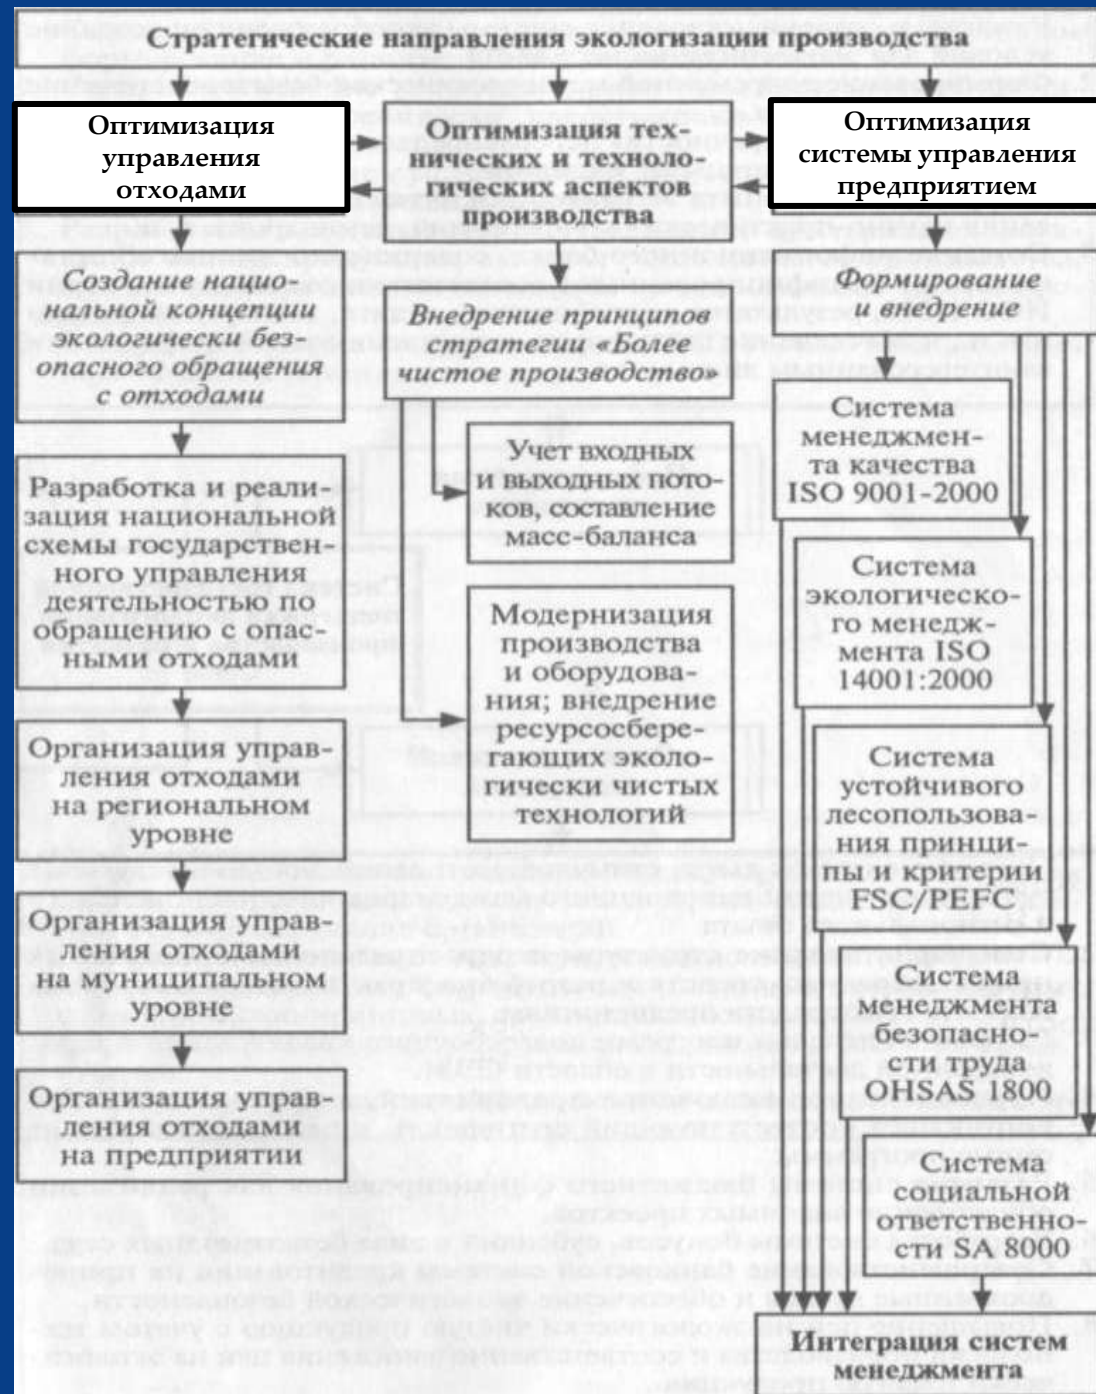 Стратегические направления экологизации производства
Оптимизация
управления
отходами
Оптимизация тех-
нических и техноло-
гических аспектов
производства
Оптимизация
системы управления
предприятием
Создание нацио-
нальной концепции
экологически без-
опасного обращения
с отходами
Внедрение принципов
стратегии «Более
чистое производство»
Формирование
и внедрение
Разработка и реали-
зация национальной
схемы государствен-
ного управления
деятельностью по
обращению с опас-
ными отходами
Организация управ-
ления отходами
на региональном
уровне
Организация управ-
ления отходами
на муниципальном
уровне
Организация управ-
ления отходами
на предприятии
Учет входных
и выходных пото-
ков, составление
масс-баланса
Модернизация
производства
и оборудова-
ния; внедрение
ресурсосбере-
гающих эколо-
гически чистых
технологий
Система
менеджмен-
та качества
ISO 9001-2000
Система
экологическо-
го менедж-
мента ISO
14001:2000
Система
устойчивого
лесопользова-
ния принци-
пы и критерии
FSC/PEFC
Система
менеджмента
безопасно-
сти труда
OHSAS 1800
Система
социальной
ответственно-
сти SA 8000
Интеграция систем
менеджмента